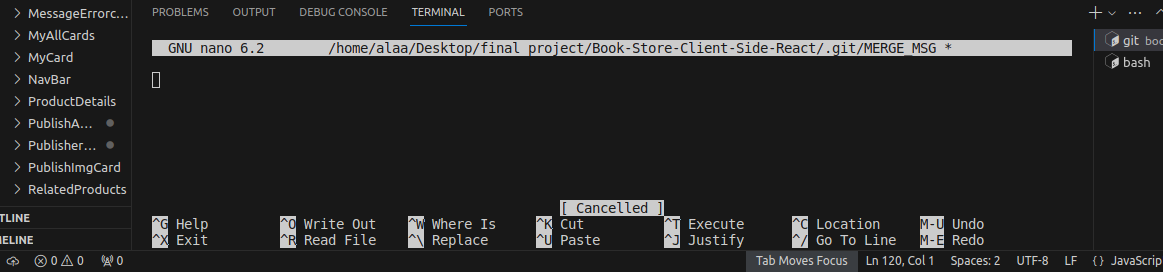 MessageErrorc...
MyAllCards
MyCard
NavBar
ProductDetails
PublishA...
Publisher...
PublishImgCard
RelatedProducts
TLINE
MELINE
PROBLEMS OUTPUT DEBUG CONSOLE TERMINAL PORTS
GNU nano 6.2 /home/alaa/Desktop/final project/Book-Store-Client-Side-React/.git/MERGE_MSG *
[ Cancelled ]
^G Help ^O Write Out ^W Where Is ^K Cut ^T Execute ^C Location M-U Undo
^X Exit ^R Read File ^\ Replace ^U Paste ^J Justify ^/ Go To Line M-E Redo
git boo
bash
0 0 0 Tab Moves Focus Ln 120, Col 1 Spaces: 2 UTF-8 LF {} JavaScrip